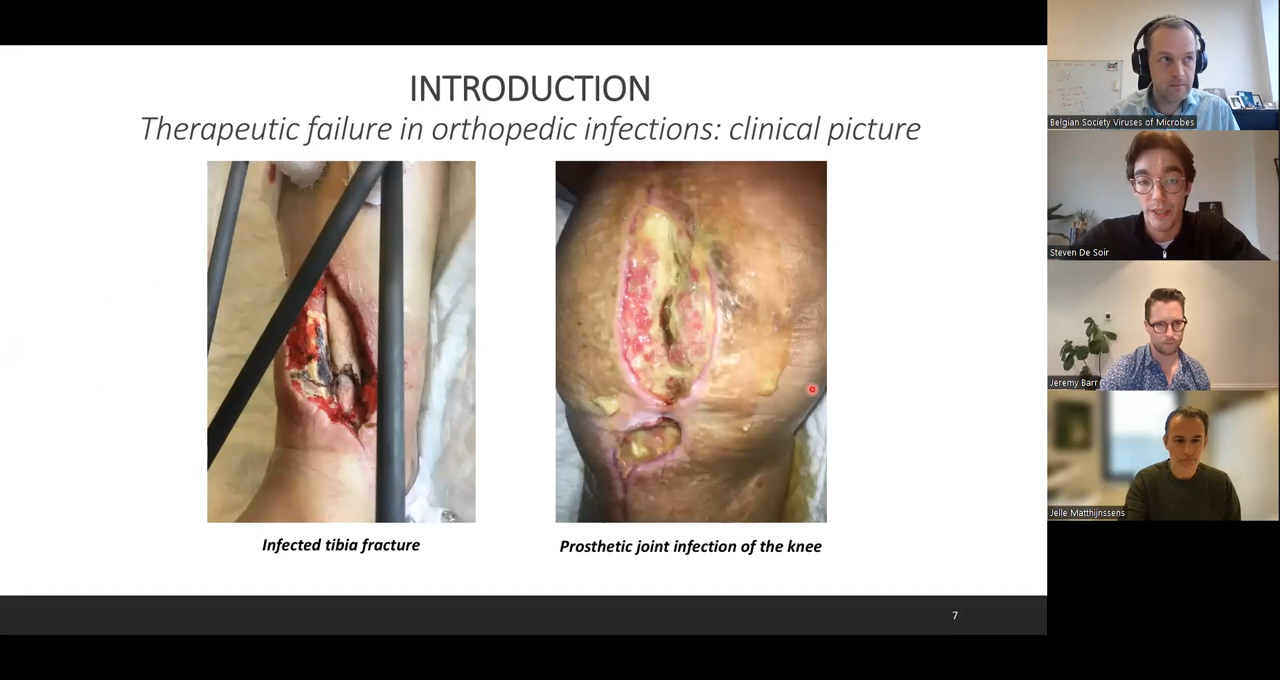 INTRODUCTION
Therapeutic failure in orthopedic infections: clinical picture
Infected tibia fracture
Prosthetic joint infection of the knee
7
Belgian Society Viruses of Microbes
Steven De Soir
Jeremy Barr
Jelle Matthijnssens